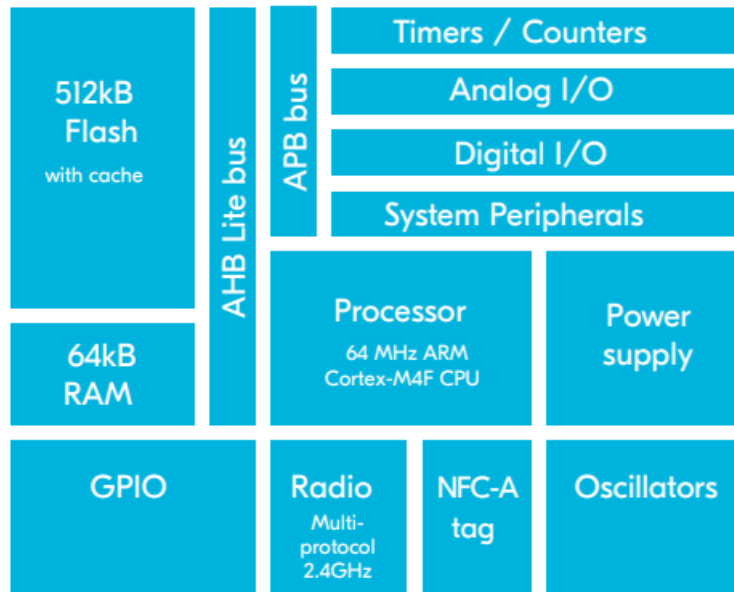 512kB
Flash
with cache
AHB Lite bus
APB bus
Timers / Counters
Analog I/O
Digital I/O
System Peripherals
64kB
RAM
Processor
64 MHz ARM
Cortex-M4F CPU
Power
supply
GPIO
Radio
Multi-
protocol
2.4GHz
NFC-A
tag
Oscillators